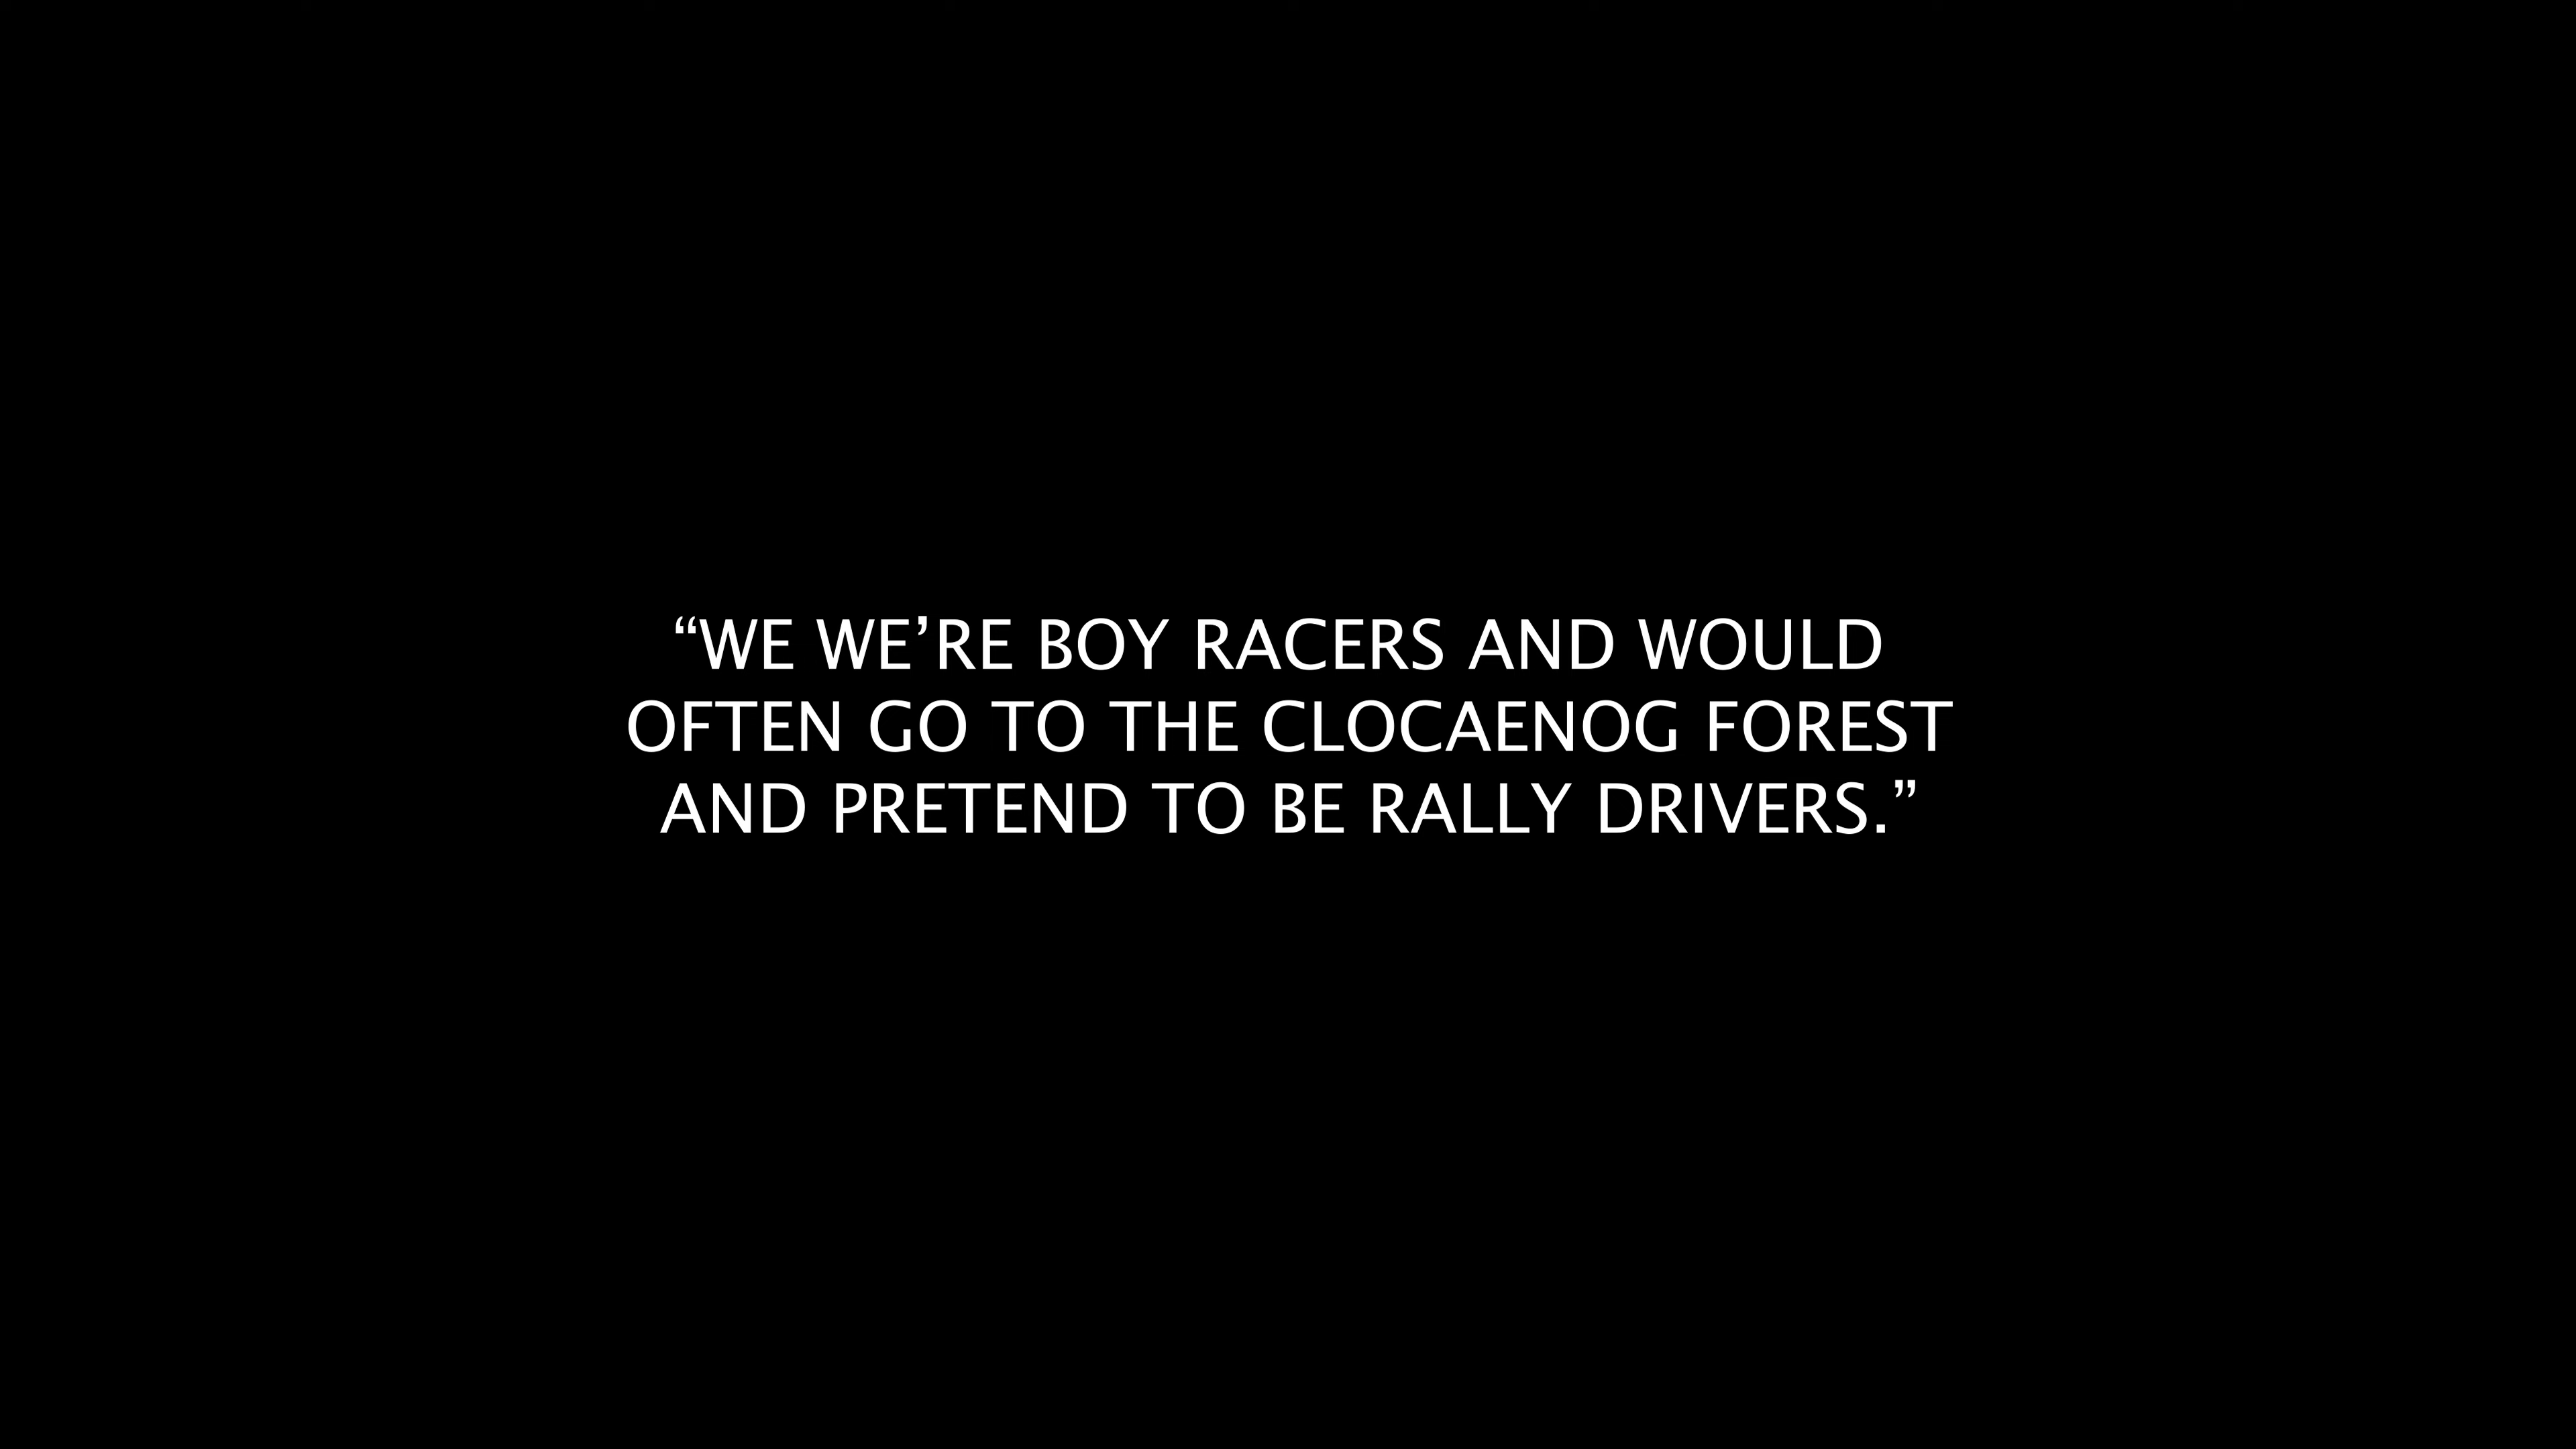 “WE WE’RE BOY RACERS AND WOULD
OFTEN GO TO THE CLOCAENOG FOREST
AND PRETEND TO BE RALLY DRIVERS.”